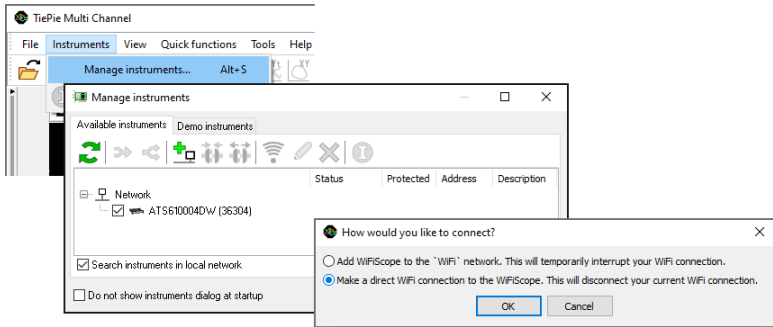 TiePie Multi Channel
File Instruments View Quick functions Tools Help
Manage instruments... Alt+S
XY
Manage instruments
Available instruments Demo instruments
Status Protected Address Description
Network
ATS610004DW (36304)
Search instruments in local network
Do not show instruments dialog at startup
How would you like to connect?
Add WiFiScope to the `WiFi` network. This will temporarily interrupt your WiFi connection.
Make a direct WiFi connection to the WiFiScope. This will disconnect your current WiFi connection.
OK Cancel